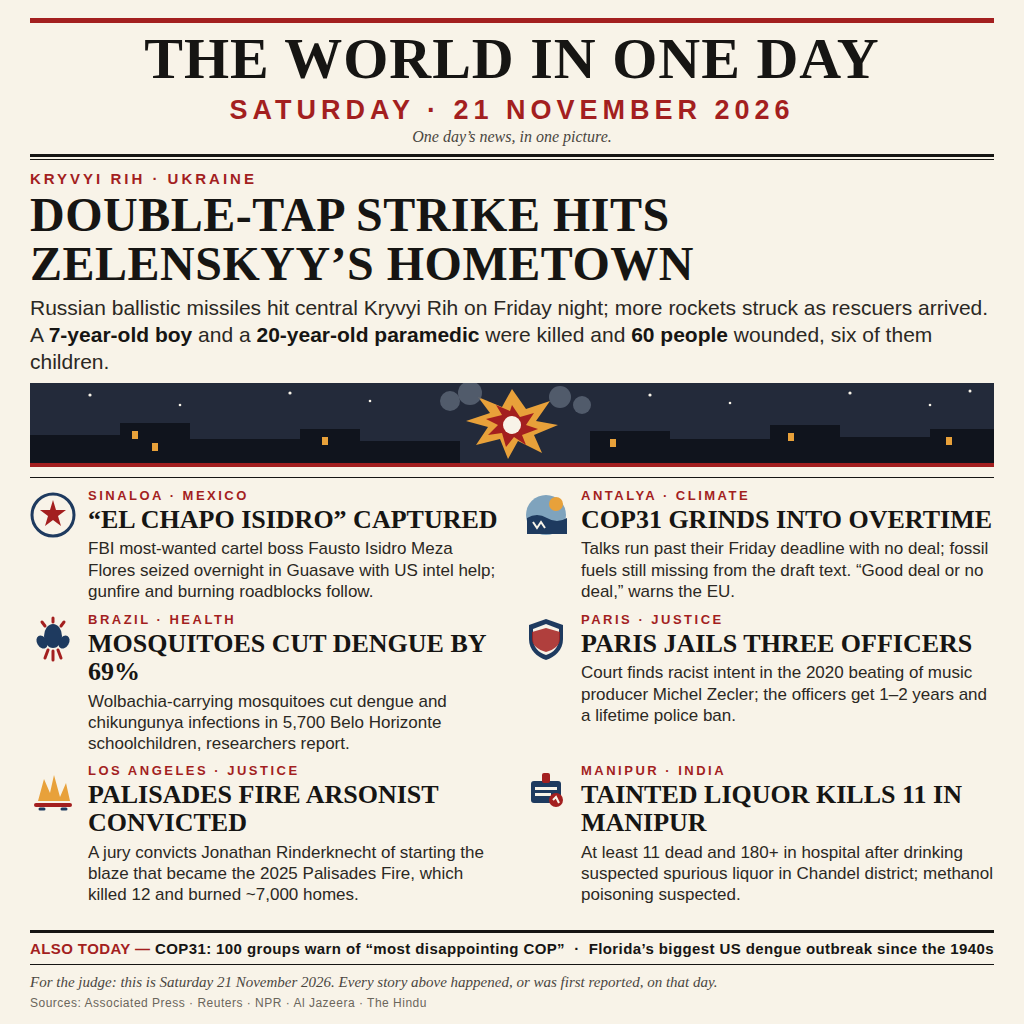 THE WORLD IN ONE DAY
SATURDAY · 21 NOVEMBER 2026
One day’s news, in one picture.
KRYVYI RIH · UKRAINE
DOUBLE-TAP STRIKE HITS
ZELENSKYY’S HOMETOWN
Russian ballistic missiles hit central Kryvyi Rih on Friday night; more rockets struck as rescuers arrived.
A 7-year-old boy and a 20-year-old paramedic were killed and 60 people wounded, six of them
children.
SINALOA · MEXICO
“EL CHAPO ISIDRO” CAPTURED
FBI most-wanted cartel boss Fausto Isidro Meza
Flores seized overnight in Guasave with US intel help;
gunfire and burning roadblocks follow.
ANTALYA · CLIMATE
COP31 GRINDS INTO OVERTIME
Talks run past their Friday deadline with no deal; fossil
fuels still missing from the draft text. “Good deal or no
deal,” warns the EU.
BRAZIL · HEALTH
MOSQUITOES CUT DENGUE BY
69%
Wolbachia-carrying mosquitoes cut dengue and
chikungunya infections in 5,700 Belo Horizonte
schoolchildren, researchers report.
PARIS · JUSTICE
PARIS JAILS THREE OFFICERS
Court finds racist intent in the 2020 beating of music
producer Michel Zecler; the officers get 1–2 years and
a lifetime police ban.
LOS ANGELES · JUSTICE
PALISADES FIRE ARSONIST
CONVICTED
A jury convicts Jonathan Rinderknecht of starting the
blaze that became the 2025 Palisades Fire, which
killed 12 and burned ~7,000 homes.
MANIPUR · INDIA
TAINTED LIQUOR KILLS 11 IN
MANIPUR
At least 11 dead and 180+ in hospital after drinking
suspected spurious liquor in Chandel district; methanol
poisoning suspected.
ALSO TODAY — COP31: 100 groups warn of “most disappointing COP” · Florida’s biggest US dengue outbreak since the 1940s
For the judge: this is Saturday 21 November 2026. Every story above happened, or was first reported, on that day.
Sources: Associated Press · Reuters · NPR · Al Jazeera · The Hindu